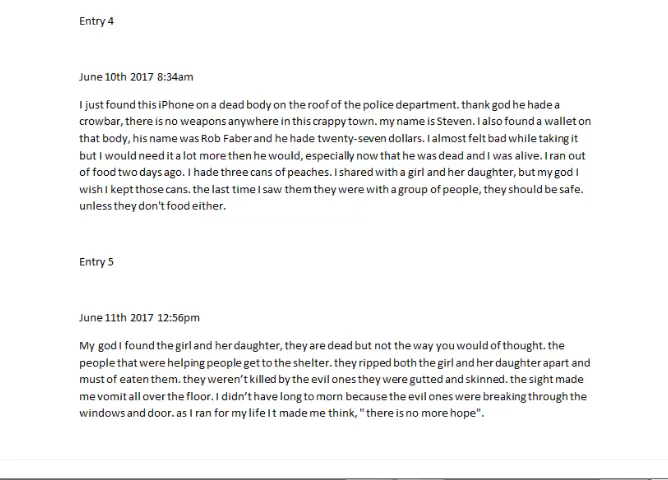 Entry 4
June 10th 2017 8:34am
I just found this iPhone on a dead body on the roof of the police department. thank god he hade a
crowbar, there is no weapons anywhere in this crappy town. my name is Steven. I also found a wallet on
that body, his name was Rob Faber and he hade twenty-seven dollars. I almost felt bad while taking it
but I would need it a lot more then he would, especially now that he was dead and I was alive. I ran out
of food two days ago. I hade three cans of peaches. I shared with a girl and her daughter, but my god I
wish I kept those cans. the last time I saw them they were with a group of people, they should be safe.
unless they don't food either.
Entry 5
June 11th 2017 12:56pm
My god I found the girl and her daughter, they are dead but not the way you would of thought. the
people that were helping people get to the shelter. they ripped both the girl and her daughter apart and
must of eaten them. they weren't killed by the evil ones they were gutted and skinned. the sight made
me vomit all over the floor. I didn't have long to morn because the evil ones were breaking through the
windows and door. as I ran for my life It made me think, "there is no more hope".